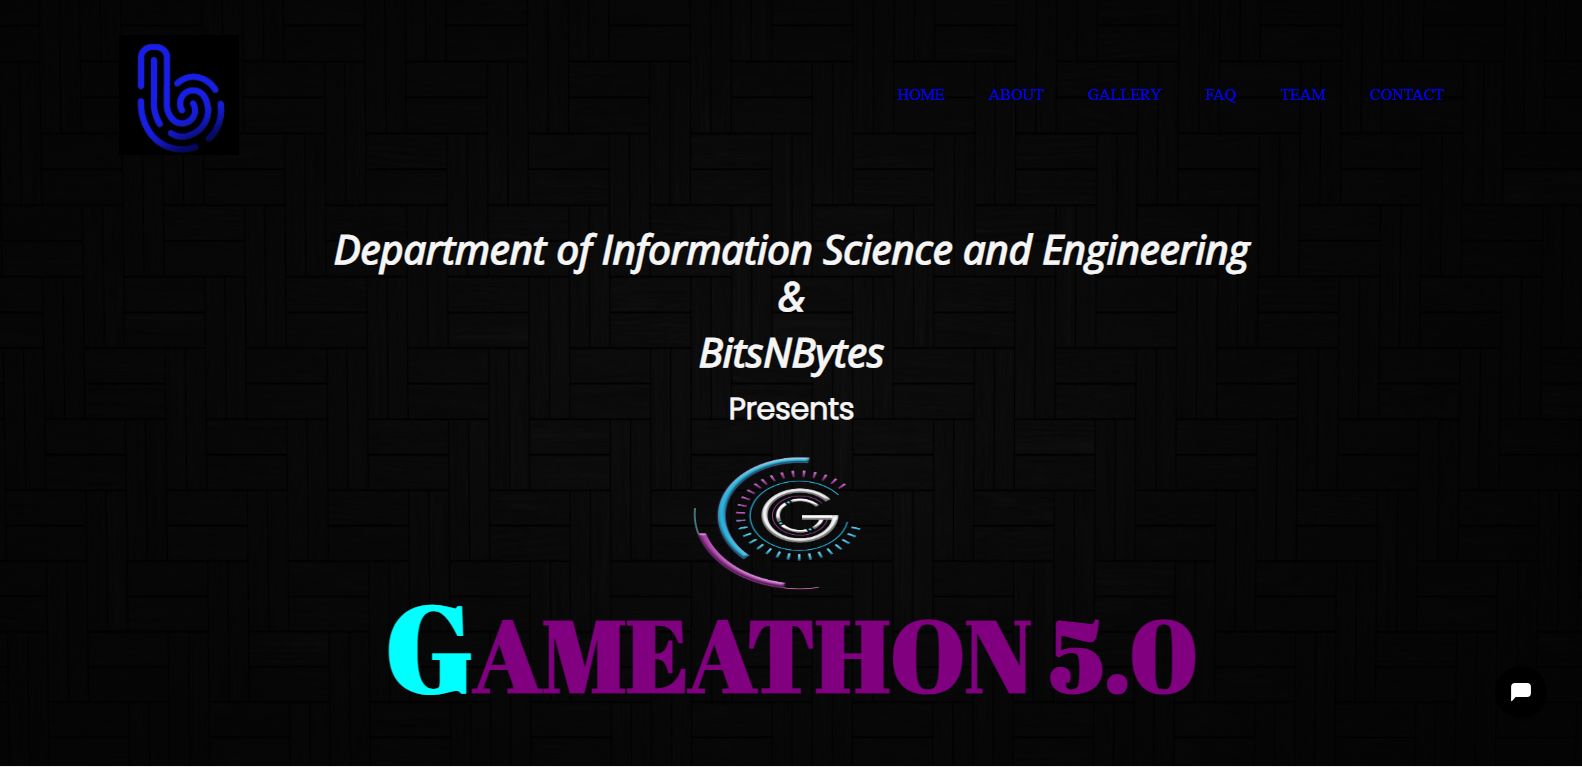 HOME ABOUT GALLERY FAQ TEAM CONTACT
Department of Information Science and Engineering
&
BitsNBytes
Presents
G
GAMEATHON 5.0